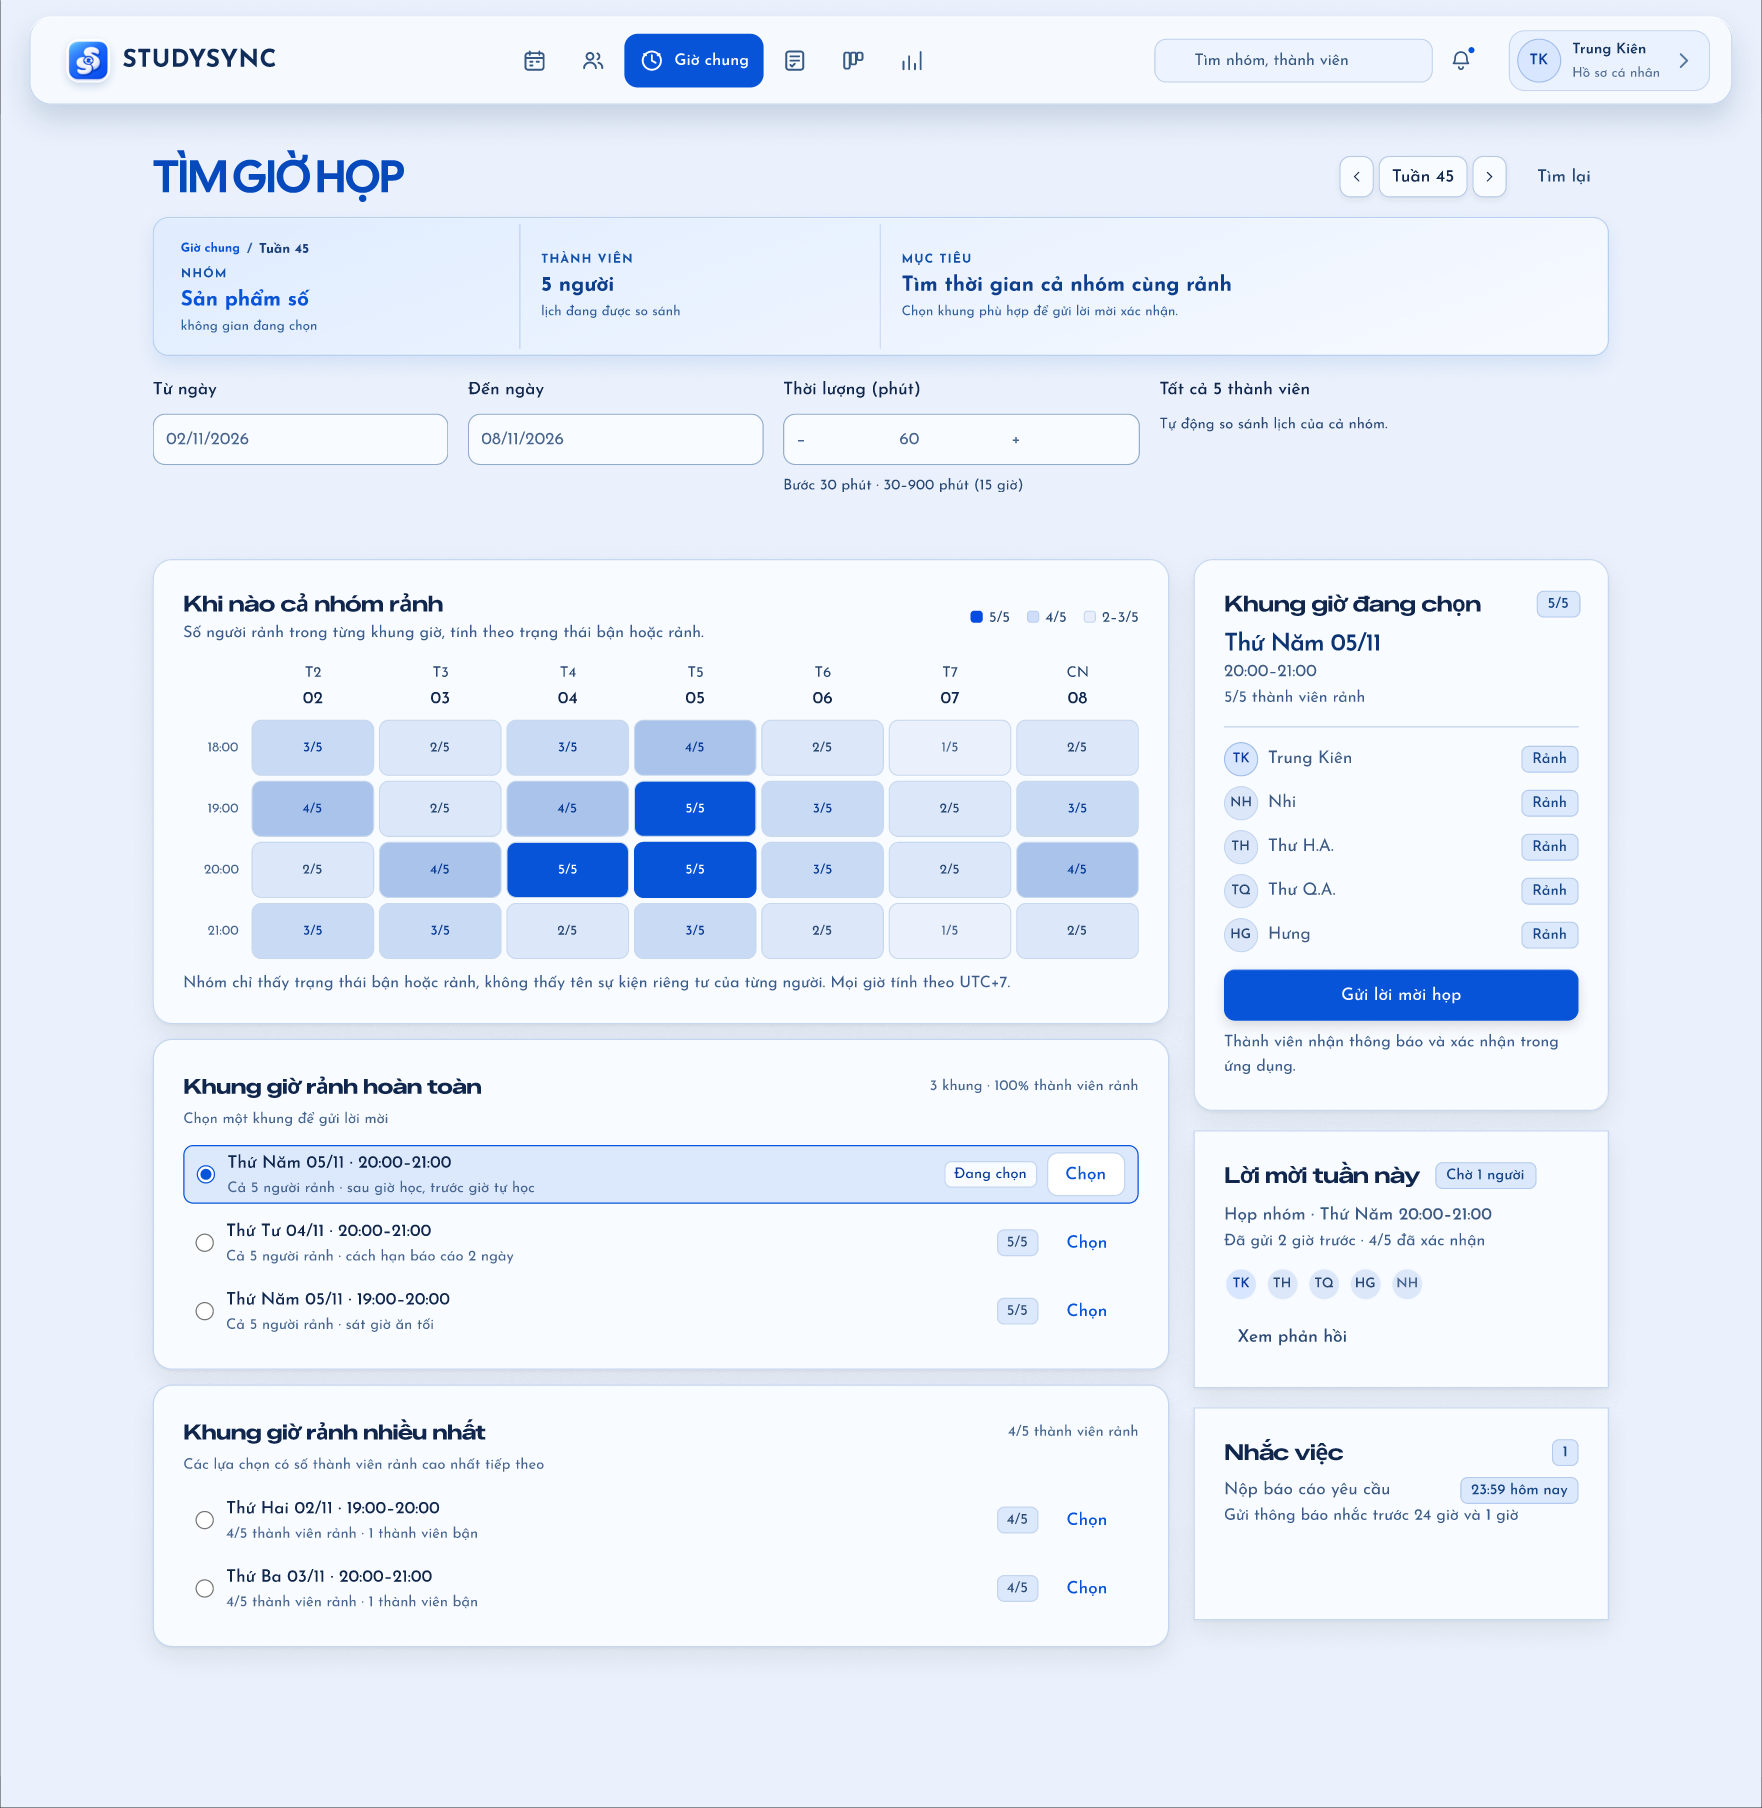 STUDYSYNC
Giờ chung
Tìm nhóm, thành viên
TK
Trung Kiên
Hồ sơ cá nhân
TÌM GIỜ HỌP
Tuần 45
Tìm lại
Giờ chung / Tuần 45
NHÓM
Sản phẩm số
không gian đang chọn
THÀNH VIÊN
5 người
lịch đang được so sánh
MỤC TIÊU
Tìm thời gian cả nhóm cùng rảnh
Chọn khung phù hợp để gửi lời mời xác nhận.
Từ ngày
02/11/2026
Đến ngày
08/11/2026
Thời lượng (phút)
– 60 +
Bước 30 phút · 30–900 phút (15 giờ)
Tất cả 5 thành viên
Tự động so sánh lịch của cả nhóm.
Khi nào cả nhóm rảnh
Số người rảnh trong từng khung giờ, tính theo trạng thái bận hoặc rảnh.
5/5 4/5 2–3/5
T2 T3 T4 T5 T6 T7 CN
02 03 04 05 06 07 08
18:00 3/5 2/5 3/5 4/5 2/5 1/5 2/5
19:00 4/5 2/5 4/5 5/5 3/5 2/5 3/5
20:00 2/5 4/5 5/5 5/5 3/5 2/5 4/5
21:00 3/5 3/5 2/5 3/5 2/5 1/5 2/5
Nhóm chỉ thấy trạng thái bận hoặc rảnh, không thấy tên sự kiện riêng tư của từng người. Mọi giờ tính theo UTC+7.
Khung giờ rảnh hoàn toàn
3 khung · 100% thành viên rảnh
Chọn một khung để gửi lời mời
Thứ Năm 05/11 · 20:00–21:00
Cả 5 người rảnh · sau giờ học, trước giờ tự học
Đang chọn
Chọn
Thứ Tư 04/11 · 20:00–21:00
Cả 5 người rảnh · cách hạn báo cáo 2 ngày
5/5
Chọn
Thứ Năm 05/11 · 19:00–20:00
Cả 5 người rảnh · sát giờ ăn tối
5/5
Chọn
Khung giờ rảnh nhiều nhất
4/5 thành viên rảnh
Các lựa chọn có số thành viên rảnh cao nhất tiếp theo
Thứ Hai 02/11 · 19:00–20:00
4/5 thành viên rảnh · 1 thành viên bận
4/5
Chọn
Thứ Ba 03/11 · 20:00–21:00
4/5 thành viên rảnh · 1 thành viên bận
4/5
Chọn
Khung giờ đang chọn
5/5
Thứ Năm 05/11
20:00–21:00
5/5 thành viên rảnh
TK Trung Kiên Rảnh
NH Nhi Rảnh
TH Thư H.A. Rảnh
TQ Thư Q.A. Rảnh
HG Hưng Rảnh
Gửi lời mời họp
Thành viên nhận thông báo và xác nhận trong
ứng dụng.
Lời mời tuần này
Chờ 1 người
Họp nhóm · Thứ Năm 20:00–21:00
Đã gửi 2 giờ trước · 4/5 đã xác nhận
TK TH TQ HG NH
Xem phản hồi
Nhắc việc
1
Nộp báo cáo yêu cầu
23:59 hôm nay
Gửi thông báo nhắc trước 24 giờ và 1 giờ